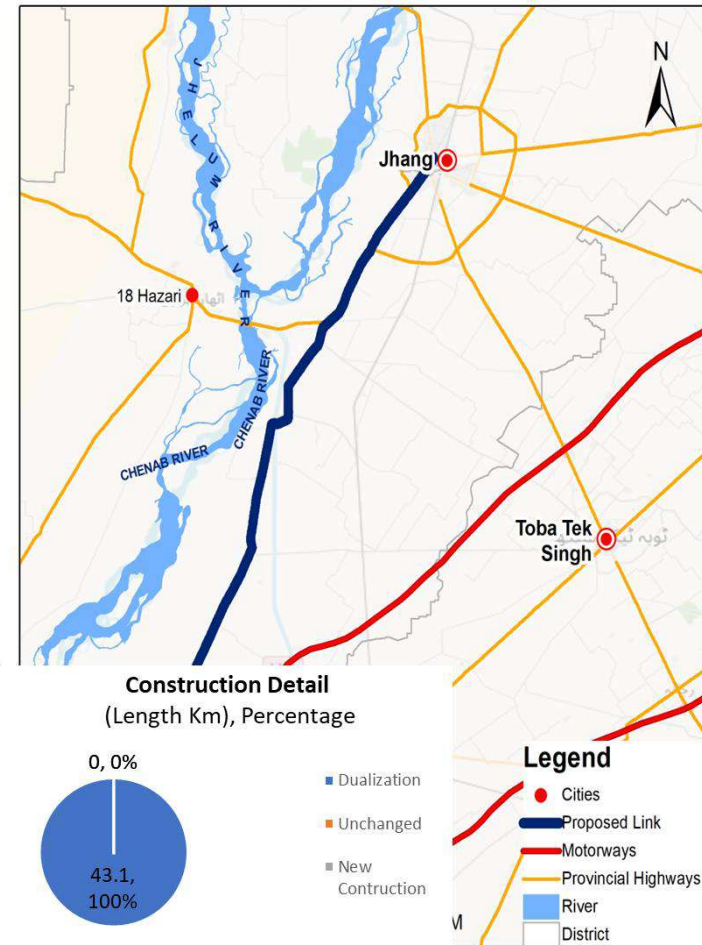 JHELUM RIVER
N
Jhang
18 Hazari
CHENAB RIVER
CHENAB RIVER
Toba Tek
Singh
Construction Detail
(Length Km), Percentage
0, 0%
43.1,
100%
Dualization
Unchanged
New
Construction
M
Legend
Cities
Proposed Link
Motorways
Provincial Highways
River
District